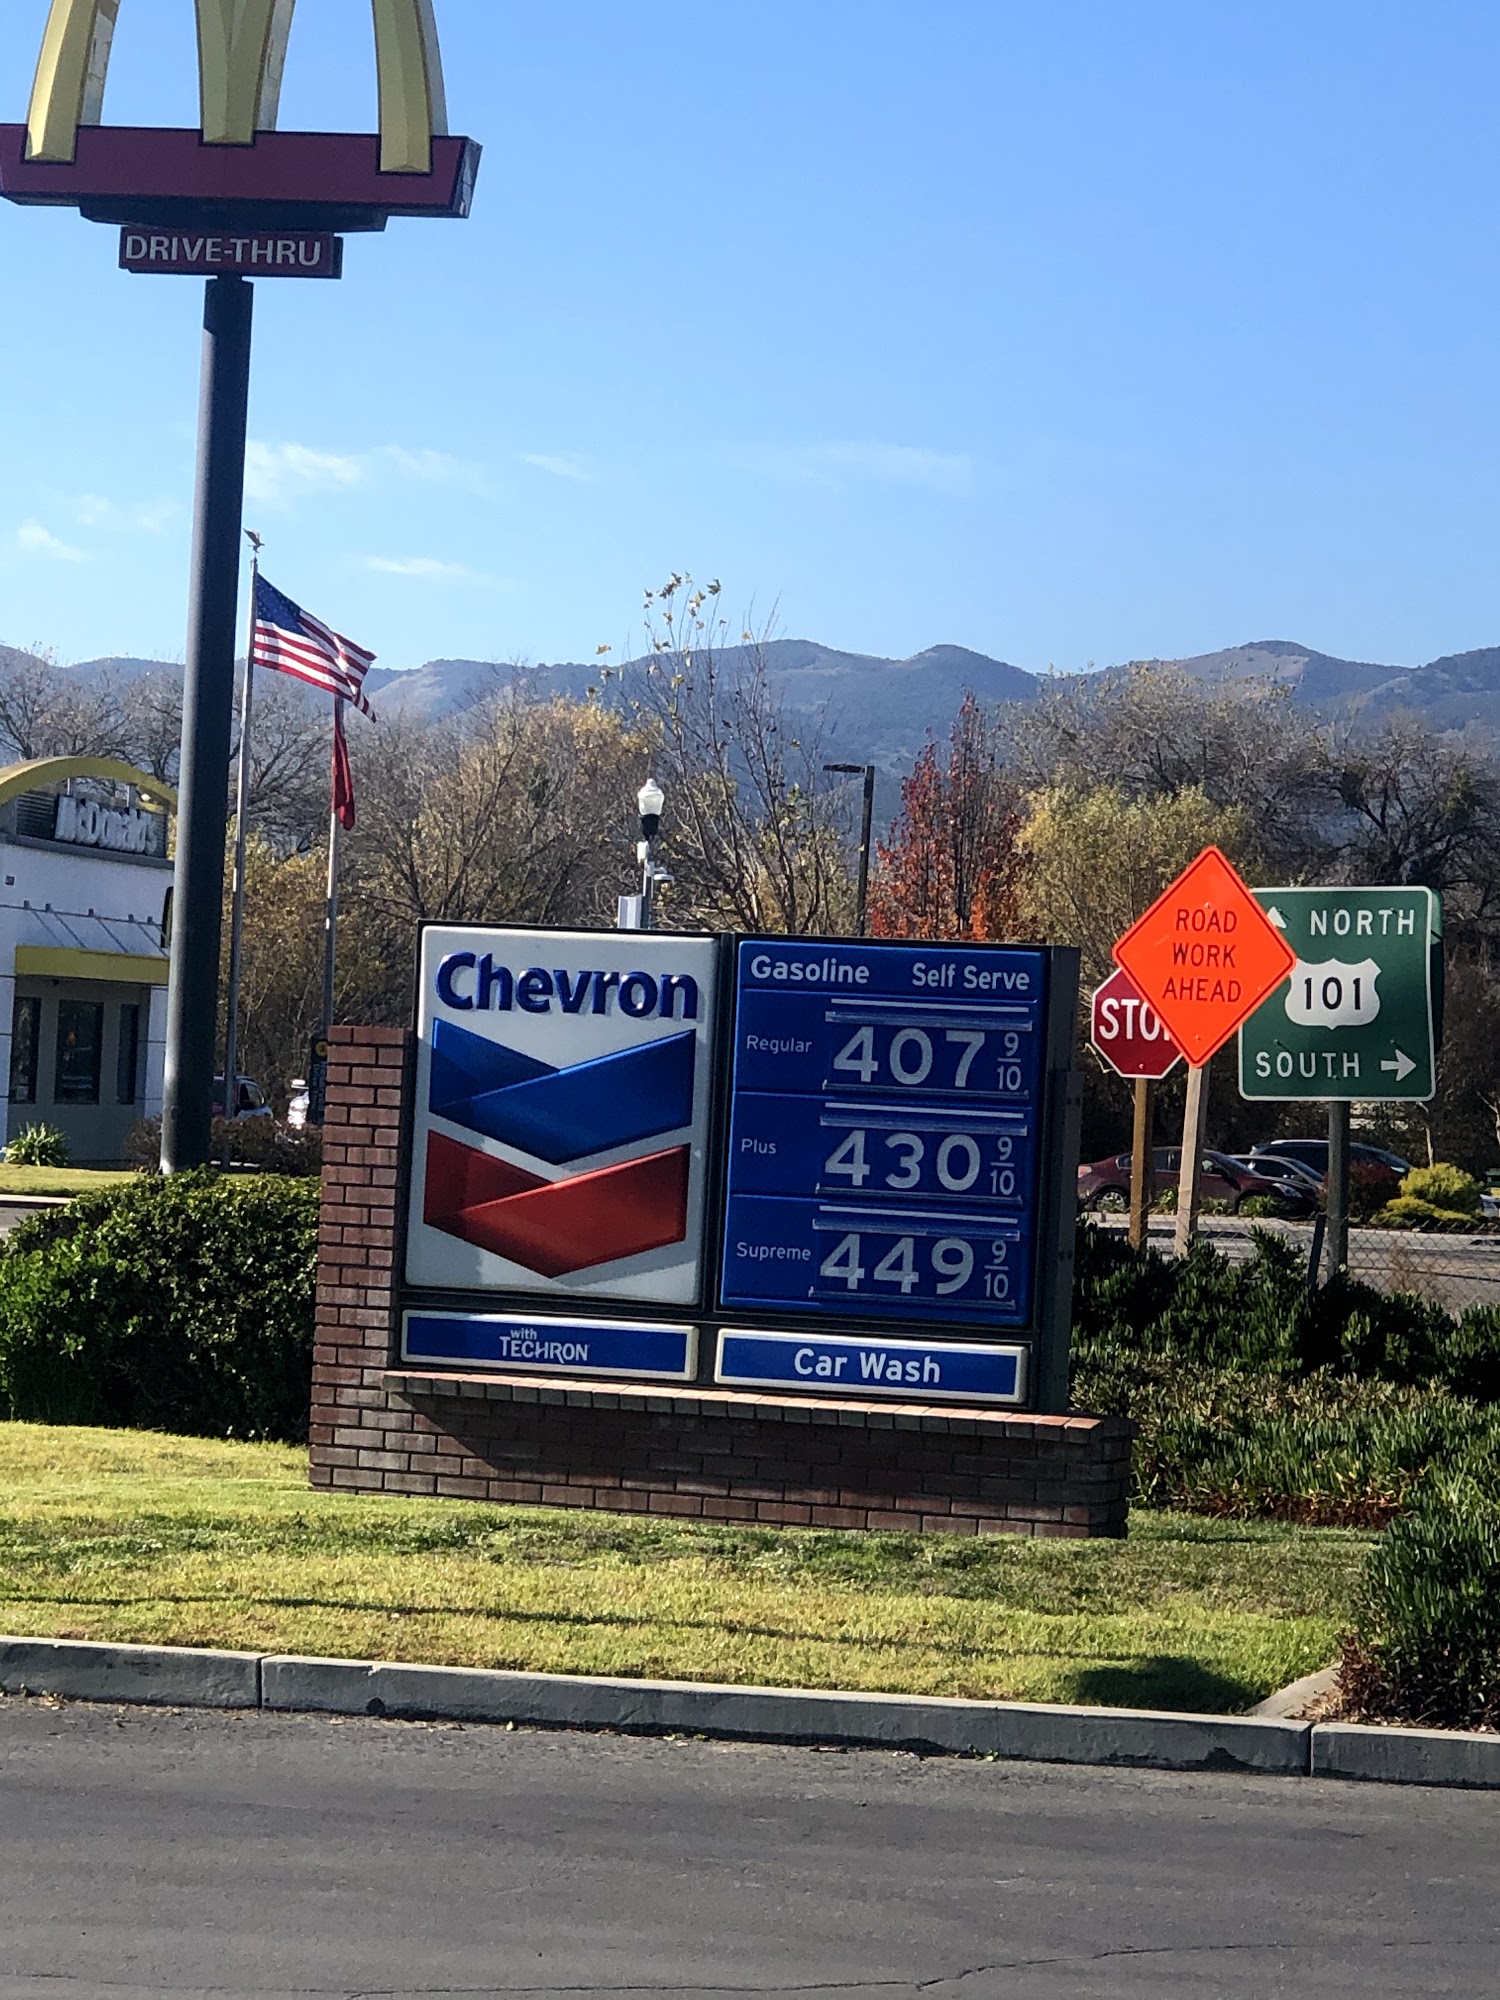 DRIVE-THRU
McDonald's
Chevron
with
TECHRON
Gasoline Self Serve
Regular 407 9/10
Plus 430 9/10
Supreme 449 9/10
Car Wash
STOP
ROAD
WORK
AHEAD
NORTH
101
SOUTH →